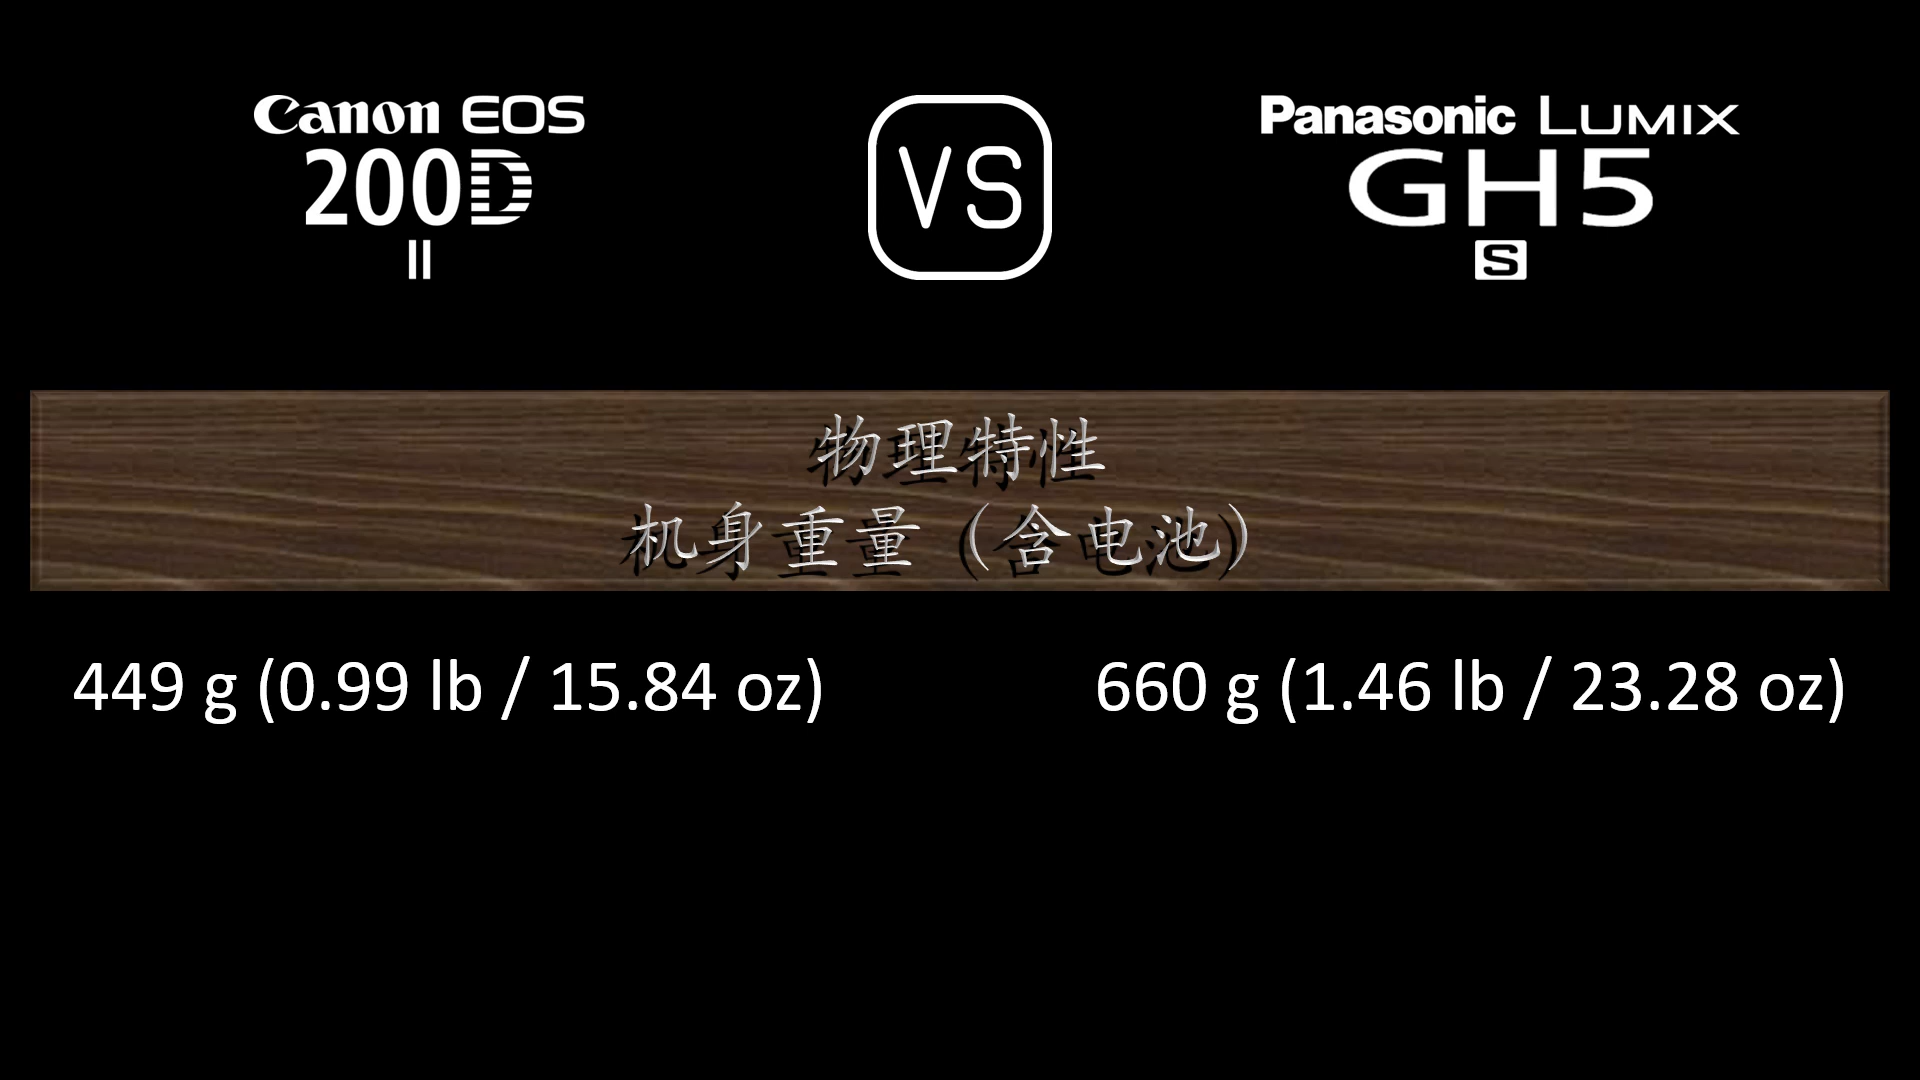 Canon EOS
200D
II
VS
Panasonic LUMIX
GH5
S
物理特性
机身重量（含电池）
449 g (0.99 lb / 15.84 oz)
660 g (1.46 lb / 23.28 oz)